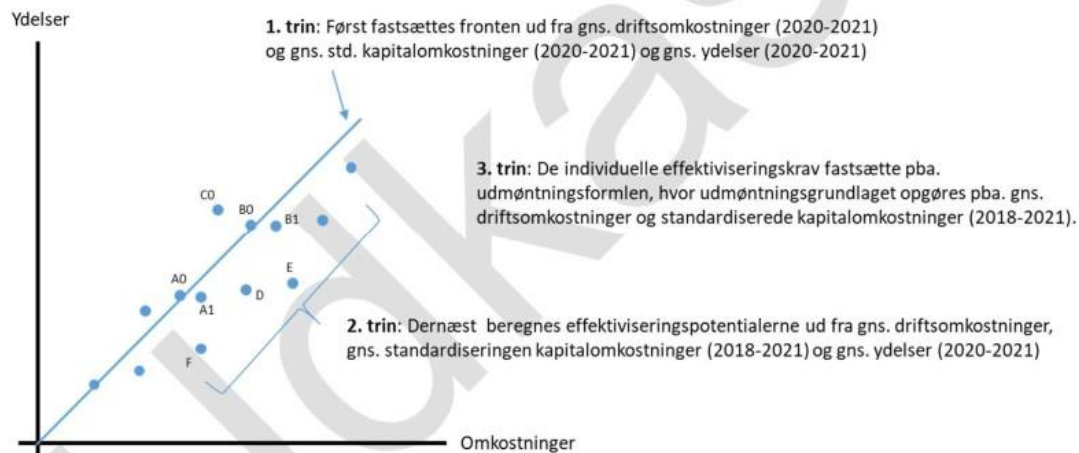 Ydelser
1. trin: Først fastsættes fronten ud fra gns. driftsomkostninger (2020-2021)
og gns. std. kapitalomkostninger (2020-2021) og gns. ydelser (2020-2021)
3. trin: De individuelle effektiviseringskrav fastsætte pba.
udmøntningsformlen, hvor udmøntningsgrundlaget opgøres pba. gns.
driftsomkostninger og standardiserede kapitalomkostninger (2018-2021).
C0
B0
B1
E
A0
D
A1
2. trin: Dernæst beregnes effektiviseringspotentialerne ud fra gns. driftsomkostninger,
gns. standardiseringen kapitalomkostninger (2018-2021) og gns. ydelser (2020-2021)
F
Omkostninger